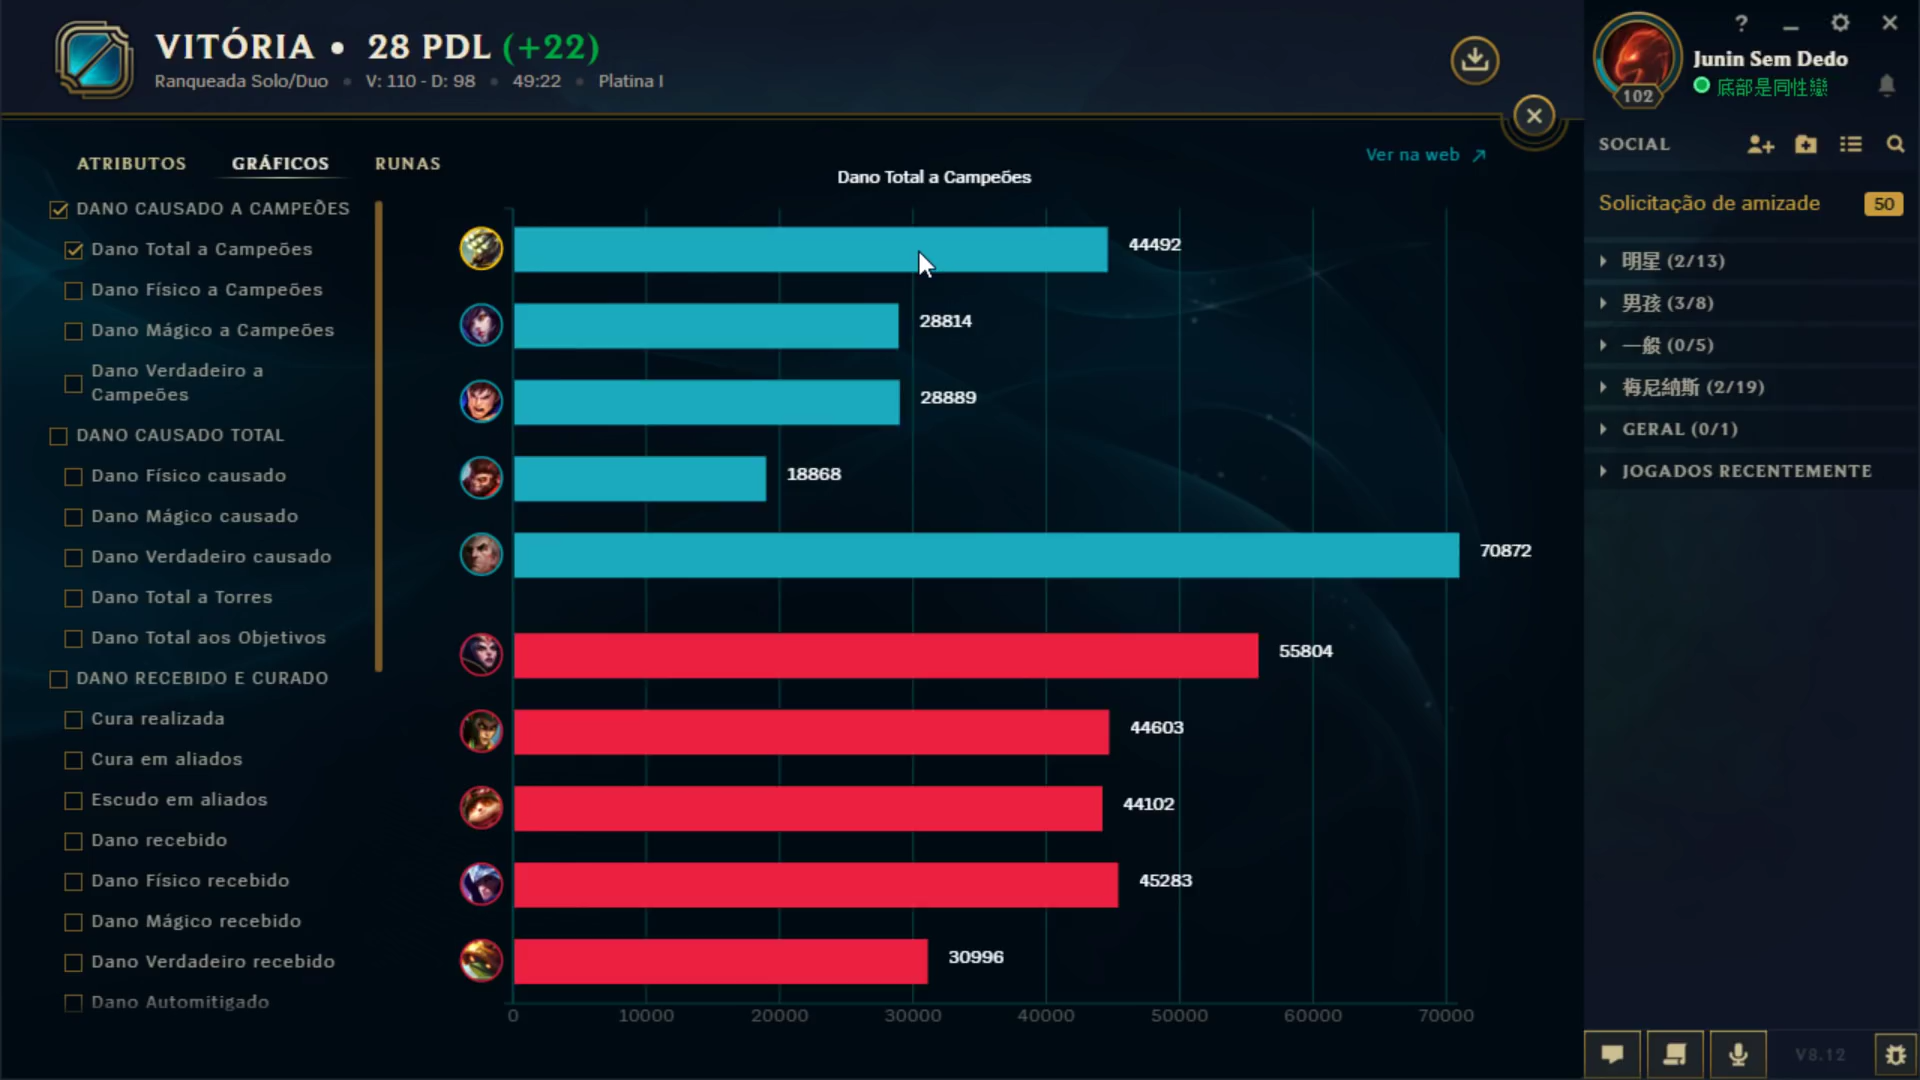 VITÓRIA • 28 PDL (+22)
Ranqueada Solo/Duo • V: 110 - D: 98 • 49:22 • Platina I
?
Junin Sem Dedo
底部是同性戀
102
SOCIAL
Solicitação de amizade 50
明星 (2/13)
男孩 (3/8)
一般 (0/5)
梅尼納斯 (2/19)
GERAL (0/1)
JOGADOS RECENTEMENTE
ATRIBUTOS GRÁFICOS RUNAS
Ver na web
DANO CAUSADO A CAMPEÕES
Dano Total a Campeões
Dano Físico a Campeões
Dano Mágico a Campeões
Dano Verdadeiro a
Campeões
DANO CAUSADO TOTAL
Dano Físico causado
Dano Mágico causado
Dano Verdadeiro causado
Dano Total a Torres
Dano Total aos Objetivos
DANO RECEBIDO E CURADO
Cura realizada
Cura em aliados
Escudo em aliados
Dano recebido
Dano Físico recebido
Dano Mágico recebido
Dano Verdadeiro recebido
Dano Automitigado
Dano Total a Campeões
44492
28814
28889
18868
70872
55804
44603
44102
45283
30996
0 10000 20000 30000 40000 50000 60000 70000
V8.12